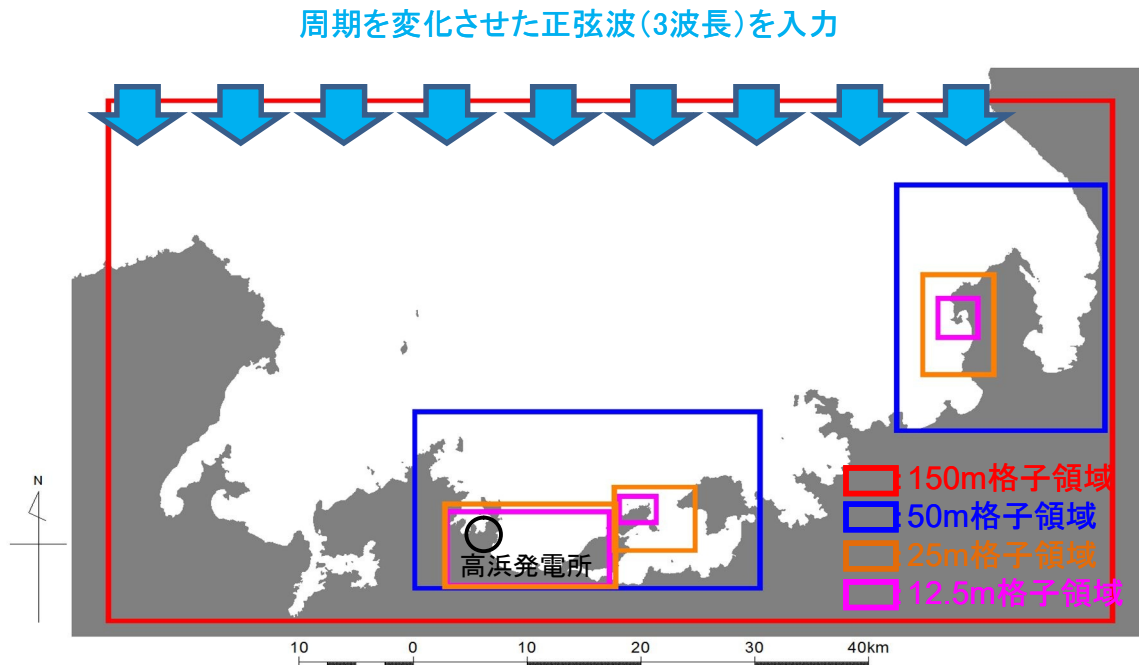 周期を変化させた正弦波(3波長)を入力
N
高浜発電所
:150m格子領域
:50m格子領域
:25m格子領域
:12.5m格子領域
10 0 10 20 30 40km